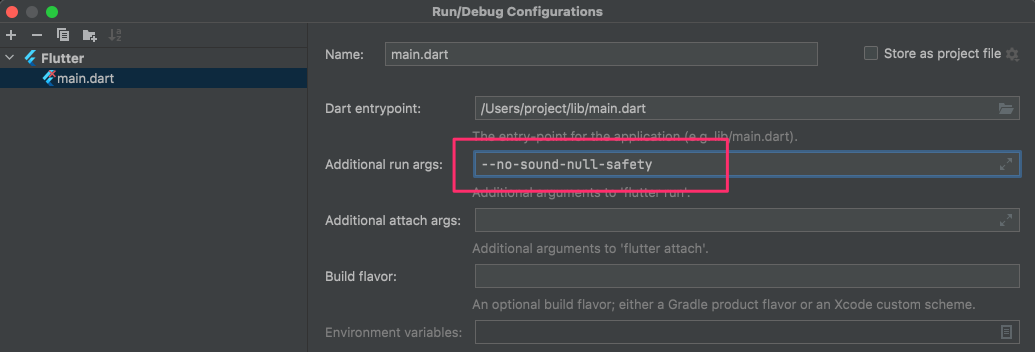 Run/Debug Configurations
Flutter
main.dart
Name:
main.dart
Store as project file
Dart entrypoint:
/Users/project/lib/main.dart
The entry-point for the application (e.g. lib/main.dart).
Additional run args:
--no-sound-null-safety
Additional arguments to 'flutter run'.
Additional attach args:
Additional arguments to 'flutter attach'.
Build flavor:
An optional build flavor; either a Gradle product flavor or an Xcode custom scheme.
Environment variables: